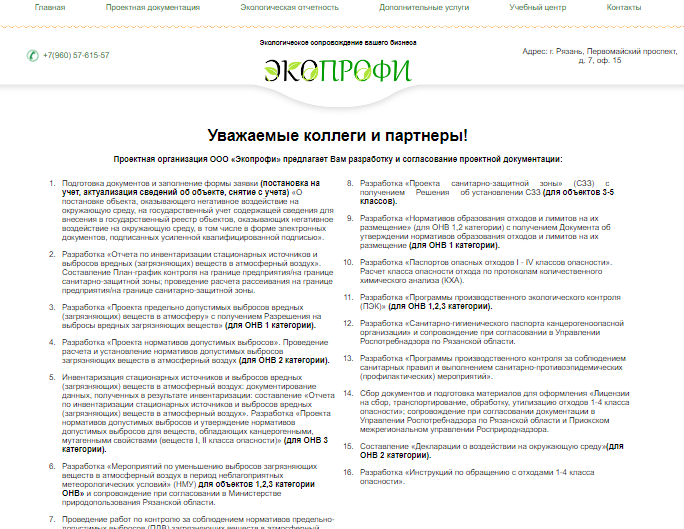 Главная Проектная документация Экологическая отчетность Дополнительные услуги Учебный центр Контакты
Экологическое сопровождение вашего бизнеса
+7(960) 57-615-57
ЭКОПРОФИ
Адрес: г. Рязань, Первомайский проспект,
д. 7, оф. 15
Уважаемые коллеги и партнеры!
Проектная организация ООО «Экопрофи» предлагает Вам разработку и согласование проектной документации:
1. Подготовка документов и заполнение формы заявки (постановка на
учет, актуализация сведений об объекте, снятие с учета) «О
постановке объекта, оказывающего негативное воздействие на
окружающую среду, на государственный учет содержащей сведения для
внесения в государственный реестр объектов, оказывающих негативное
воздействие на окружающую среду, в том числе в форме электронных
документов, подписанных усиленной квалифицированной подписью».
2. Разработка «Отчета по инвентаризации стационарных источников и
выбросов вредных (загрязняющих) веществ в атмосферный воздух».
Составление План-график контроля на границе предприятия/на границе
санитарно-защитной зоны; проведение расчета рассеивания на границе
предприятия/на границе санитарно-защитной зоны.
3. Разработка «Проекта предельно допустимых выбросов вредных
(загрязняющих) веществ в атмосферу» с получением Разрешения на
выбросы вредных загрязняющих веществ» (для ОНВ 1 категории).
4. Разработка «Проекта нормативов допустимых выбросов». Проведение
расчета и установление нормативов допустимых выбросов
загрязняющих веществ в атмосферный воздух (для ОНВ 2 категории).
5. Инвентаризация стационарных источников и выбросов вредных
(загрязняющих) веществ в атмосферный воздух: документирование
данных, полученных в результате инвентаризации: составление «Отчета
по инвентаризации стационарных источников и выбросов вредных
(загрязняющих) веществ в атмосферный воздух». Разработка «Проекта
нормативов допустимых выбросов и утверждение нормативов
допустимых выбросов для веществ, обладающих канцерогенными,
мутагенными свойствами (веществ I, II класса опасности)» (для ОНВ 3
категории).
6. Разработка «Мероприятий по уменьшению выбросов загрязняющих
веществ в атмосферный воздух в период неблагоприятных
метеорологических условий» (НМУ) для объектов 1,2,3 категории
ОНВ» и сопровождение при согласовании в Министерстве
природопользования Рязанской области.
7. Проведение работ по контролю за соблюдением нормативов предельно-
допустимых выбросов (ПДВ) загрязняющих веществ в атмосферный
8. Разработка «Проекта санитарно-защитной зоны» (СЗЗ) с
получением Решения об установлении СЗЗ (для объектов 3-5
классов).
9. Разработка «Нормативов образования отходов и лимитов на их
размещение» (для ОНВ 1,2 категории) с получением Документа об
утверждении нормативов образования отходов и лимитов на их
размещение (для ОНВ 1 категории).
10. Разработка «Паспортов опасных отходов I - IV классов опасности».
Расчет класса опасности отхода по протоколам количественного
химического анализа (КХА).
11. Разработка «Программы производственного экологического контроля
(ПЭК)» (для ОНВ 1,2,3 категории).
12. Разработка «Санитарно-гигиенического паспорта канцерогеноопасной
организации» и сопровождение при согласовании в Управлении
Роспотребнадзора по Рязанской области.
13. Разработка «Программы производственного контроля за соблюдением
санитарных правил и выполнением санитарно-противоэпидемических
(профилактических) мероприятий».
14. Сбор документов и подготовка материалов для оформления «Лицензии
на сбор, транспортирование, обработку, утилизацию отходов 1-4 класса
опасности»; сопровождение при согласовании документации в
Управлении Роспотребнадзора по Рязанской области и Приокском
межрегиональном управлении Росприроднадзора.
15. Составление «Декларации о воздействии на окружающую среду»(для
ОНВ 2 категории).
16. Разработка «Инструкций по обращению с отходами 1-4 класса
опасности».